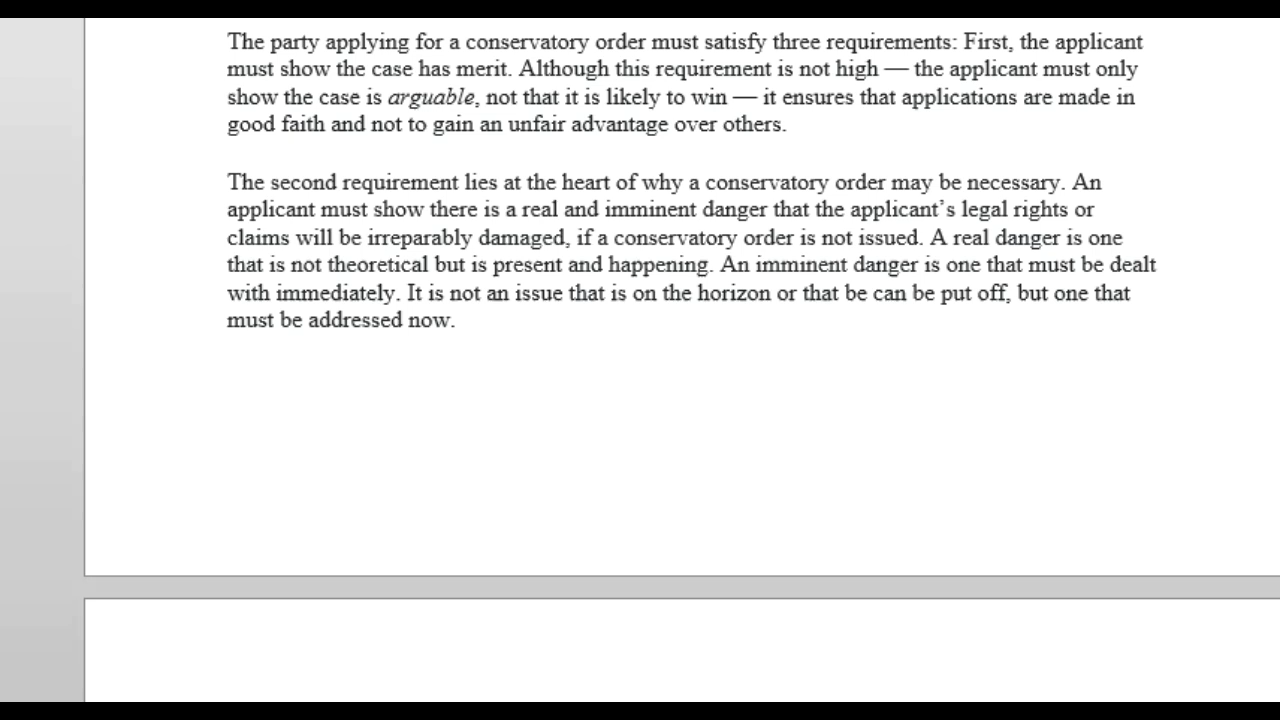 The party applying for a conservatory order must satisfy three requirements: First, the applicant
must show the case has merit. Although this requirement is not high — the applicant must only
show the case is arguable, not that it is likely to win — it ensures that applications are made in
good faith and not to gain an unfair advantage over others.
The second requirement lies at the heart of why a conservatory order may be necessary. An
applicant must show there is a real and imminent danger that the applicant’s legal rights or
claims will be irreparably damaged, if a conservatory order is not issued. A real danger is one
that is not theoretical but is present and happening. An imminent danger is one that must be dealt
with immediately. It is not an issue that is on the horizon or that be can be put off, but one that
must be addressed now.